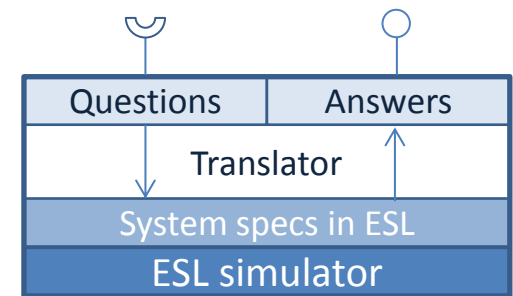 Questions Answers
Translator
System specs in ESL
ESL simulator